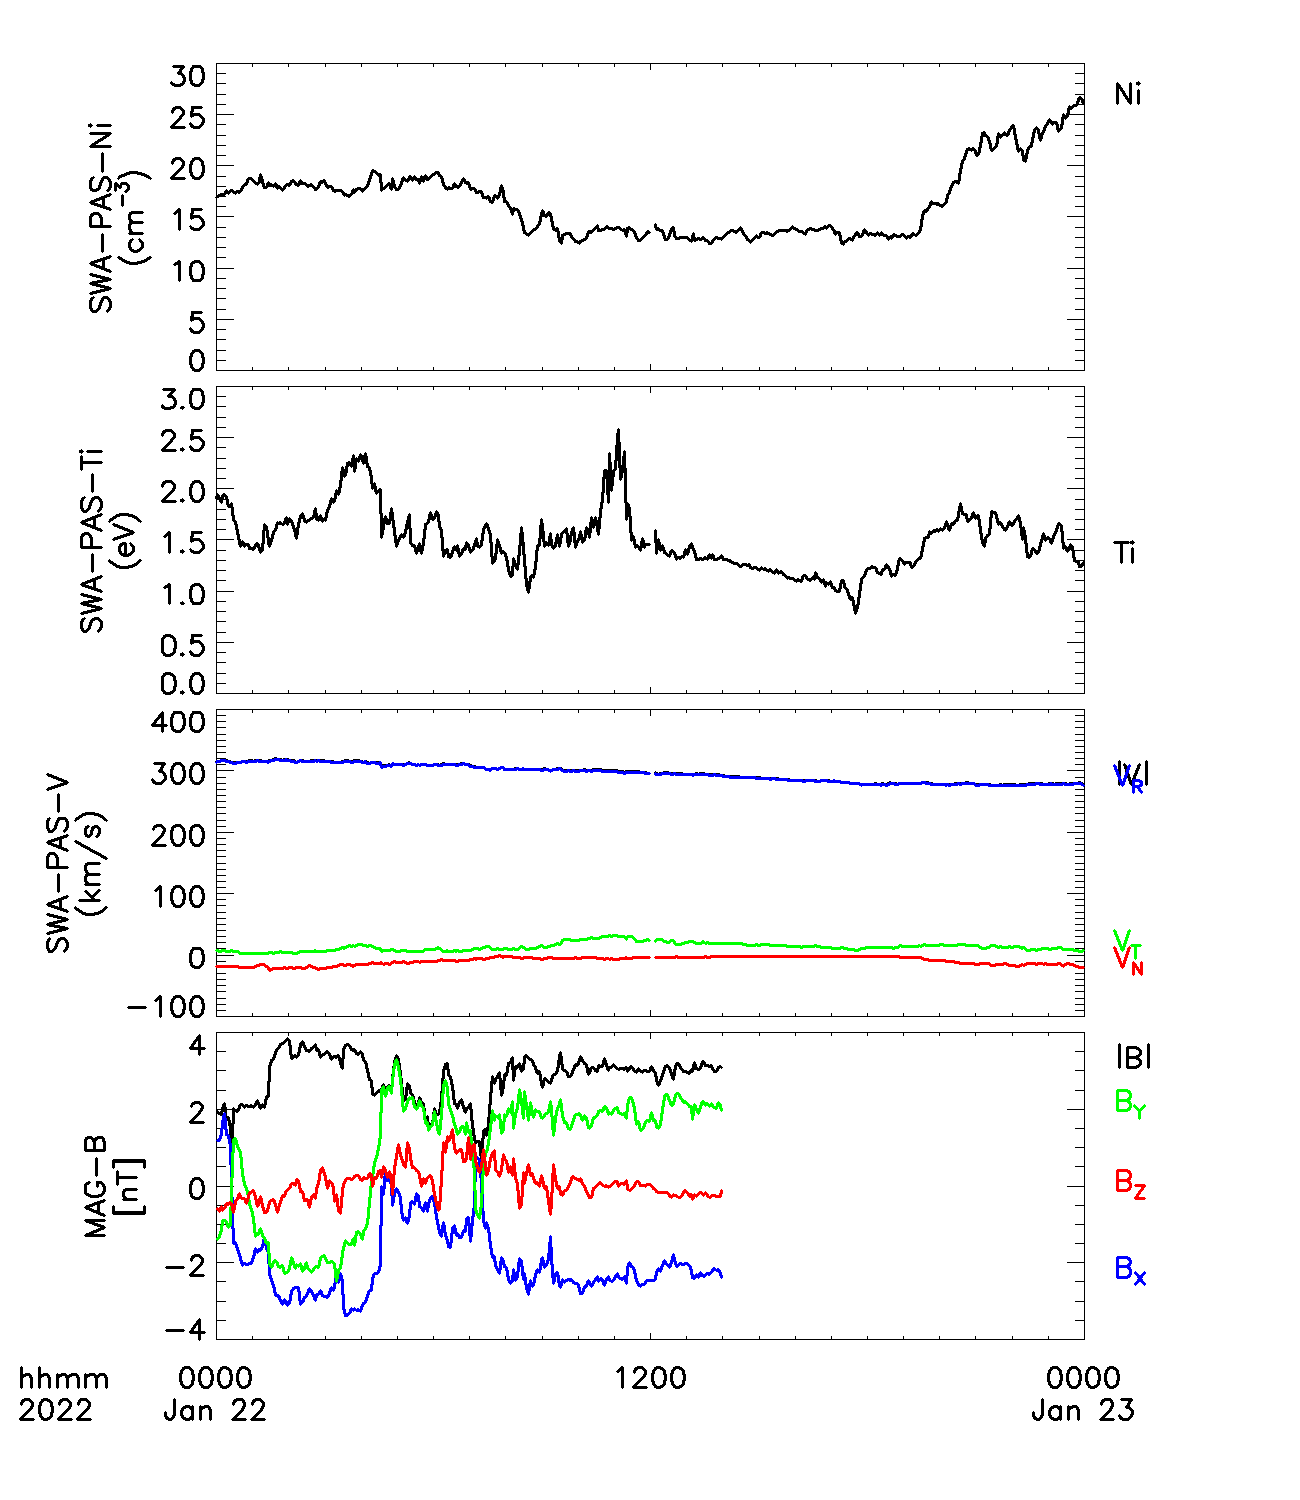 SWA-PAS-Ni
(cm⁻³)
30
25
20
15
10
5
0
Ni
SWA-PAS-Ti
(eV)
3.0
2.5
2.0
1.5
1.0
0.5
0.0
Ti
SWA-PAS-V
(km/s)
400
300
200
100
0
-100
|V|
V_R
V_T
V_N
MAG-B
[nT]
4
2
0
-2
-4
|B|
B_Y
B_Z
B_X
hhmm 0000 1200 0000
2022 Jan 22 Jan 23